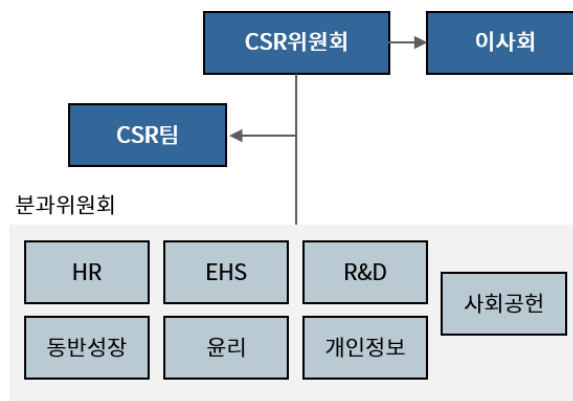 CSR위원회
이사회
CSR팀
분과위원회
HR
EHS
R&D
사회공헌
동반성장
윤리
개인정보